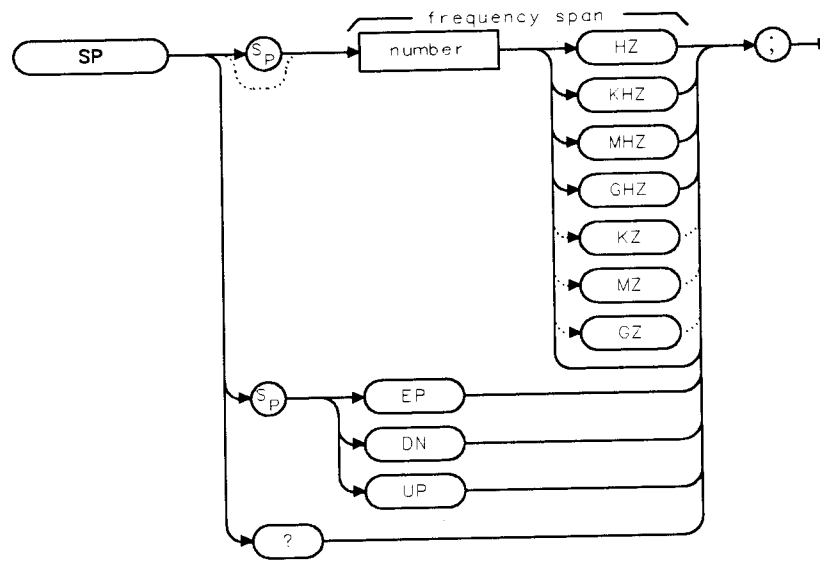 frequency span
SP SP number HZ ;
KHZ
MHZ
GHZ
KZ
MZ
GZ
SP EP
DN
UP
?